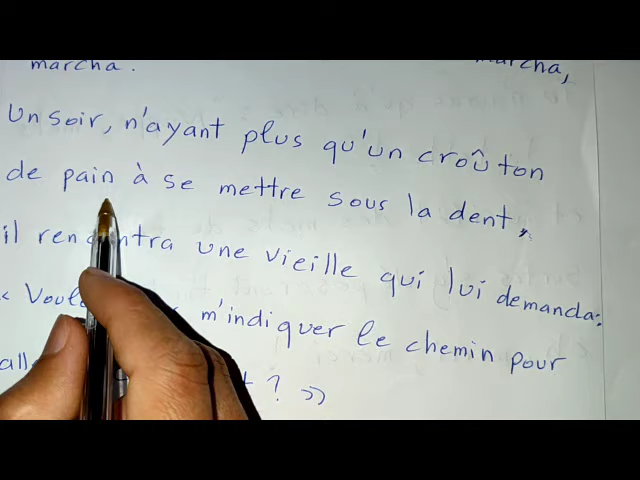 marcha. marcha,
Un soir, n'ayant plus qu'un croûton
de pain à se mettre sous la dent,
il rencontra une vieille qui lui demanda:
« m'indiquer le chemin pour
? »